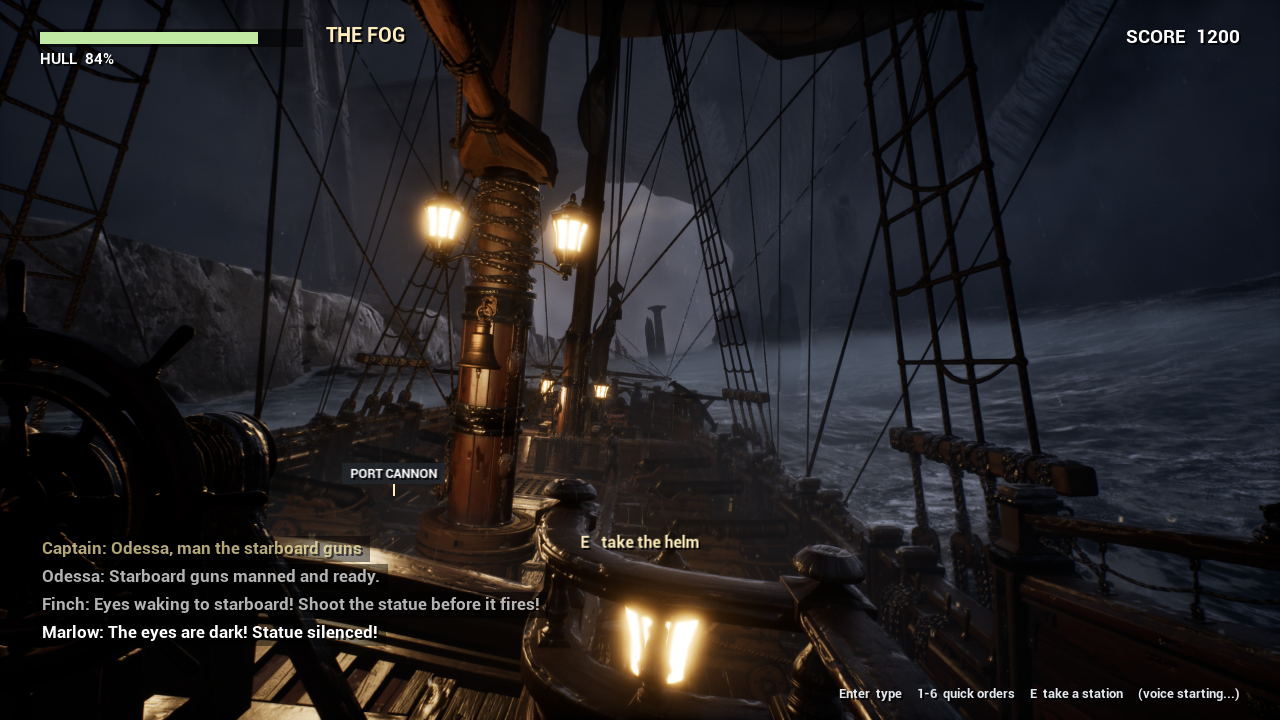 THE FOG
SCORE 1200
HULL 84%
PORT CANNON
E take the helm
Captain: Odessa, man the starboard guns
Odessa: Starboard guns manned and ready.
Finch: Eyes waking to starboard! Shoot the statue before it fires!
Marlow: The eyes are dark! Statue silenced!
Enter type 1-6 quick orders E take a station (voice starting...)